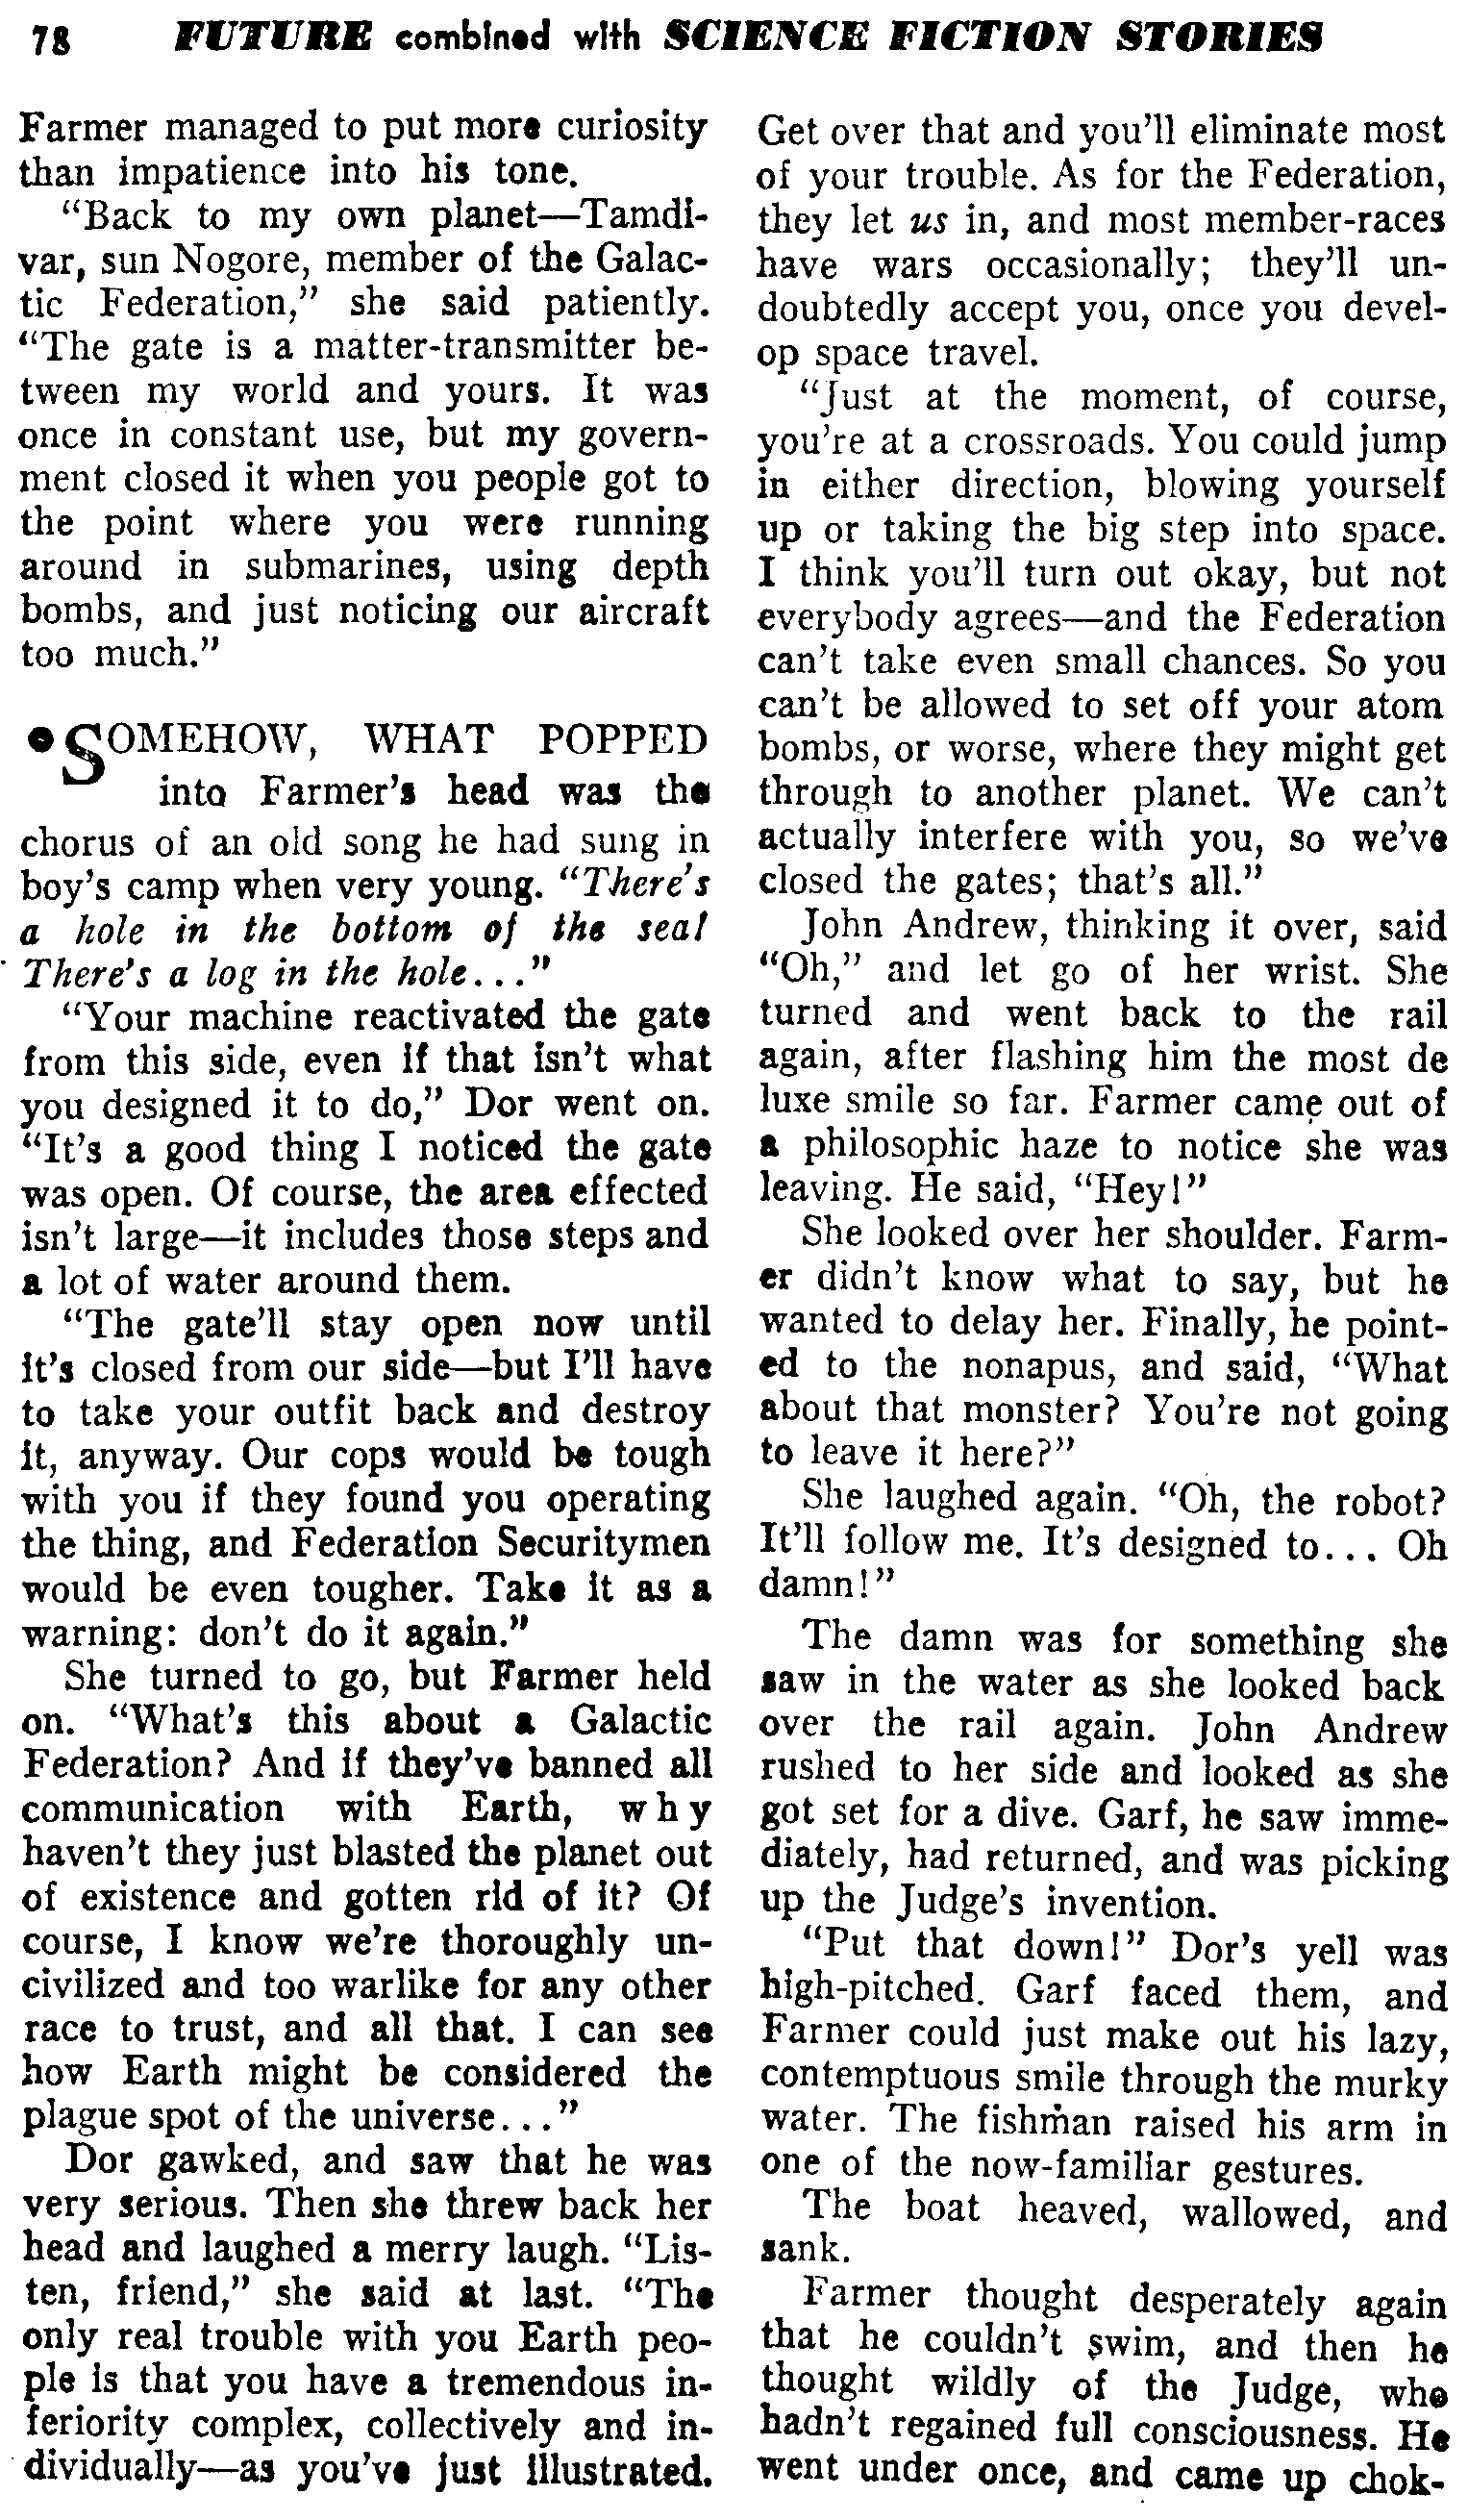 78 FUTURE combined with SCIENCE FICTION STORIES
Farmer managed to put more curiosity
than impatience into his tone.
“Back to my own planet—Tamdi-
var, sun Nogore, member of the Galac-
tic Federation,” she said patiently.
“The gate is a matter-transmitter be-
tween my world and yours. It was
once in constant use, but my govern-
ment closed it when you people got to
the point where you were running
around in submarines, using depth
bombs, and just noticing our aircraft
too much.”
•SOMEHOW, WHAT POPPED
into Farmer’s head was the
chorus of an old song he had sung in
boy’s camp when very young. “There’s
a hole in the bottom of the sea!
There’s a log in the hole...”
“Your machine reactivated the gate
from this side, even if that isn’t what
you designed it to do,” Dor went on.
“It’s a good thing I noticed the gate
was open. Of course, the area effected
isn’t large—it includes those steps and
a lot of water around them.
“The gate’ll stay open now until
it’s closed from our side—but I’ll have
to take your outfit back and destroy
it, anyway. Our cops would be tough
with you if they found you operating
the thing, and Federation Securitymen
would be even tougher. Take it as a
warning: don’t do it again.”
She turned to go, but Farmer held
on. “What’s this about a Galactic
Federation? And if they’ve banned all
communication with Earth, why
haven’t they just blasted the planet out
of existence and gotten rid of it? Of
course, I know we’re thoroughly un-
civilized and too warlike for any other
race to trust, and all that. I can see
how Earth might be considered the
plague spot of the universe...”
Dor gawked, and saw that he was
very serious. Then she threw back her
head and laughed a merry laugh. “Lis-
ten, friend,” she said at last. “The
only real trouble with you Earth peo-
ple is that you have a tremendous in-
feriority complex, collectively and in-
dividually—as you’ve just illustrated.
Get over that and you’ll eliminate most
of your trouble. As for the Federation,
they let us in, and most member-races
have wars occasionally; they’ll un-
doubtedly accept you, once you devel-
op space travel.
“Just at the moment, of course,
you’re at a crossroads. You could jump
in either direction, blowing yourself
up or taking the big step into space.
I think you’ll turn out okay, but not
everybody agrees—and the Federation
can’t take even small chances. So you
can’t be allowed to set off your atom
bombs, or worse, where they might get
through to another planet. We can’t
actually interfere with you, so we’ve
closed the gates; that’s all.”
John Andrew, thinking it over, said
“Oh,” and let go of her wrist. She
turned and went back to the rail
again, after flashing him the most de
luxe smile so far. Farmer came out of
a philosophic haze to notice she was
leaving. He said, “Hey!”
She looked over her shoulder. Farm-
er didn’t know what to say, but he
wanted to delay her. Finally, he point-
ed to the nonapus, and said, “What
about that monster? You’re not going
to leave it here?”
She laughed again. “Oh, the robot?
It’ll follow me. It’s designed to... Oh
damn!”
The damn was for something she
saw in the water as she looked back
over the rail again. John Andrew
rushed to her side and looked as she
got set for a dive. Garf, he saw imme-
diately, had returned, and was picking
up the Judge’s invention.
“Put that down!” Dor’s yell was
high-pitched. Garf faced them, and
Farmer could just make out his lazy,
contemptuous smile through the murky
water. The fishman raised his arm in
one of the now-familiar gestures.
The boat heaved, wallowed, and
sank.
Farmer thought desperately again
that he couldn’t swim, and then he
thought wildly of the Judge, who
hadn’t regained full consciousness. He
went under once, and came up chok-